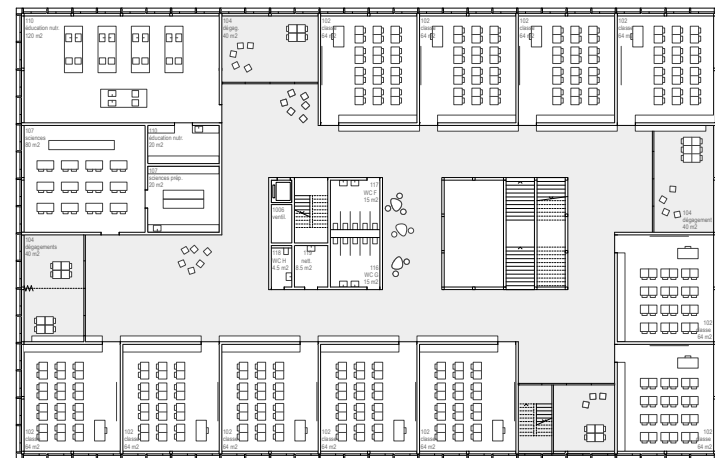 110
éducation nutr.
120 m2
104
dégag.
40 m2
102
classe
64 m2
102
classe
64 m2
102
classe
64 m2
102
classe
64 m2
107
sciences
80 m2
110
éducation nutr.
20 m2
107
sciences prép.
20 m2
117
WC F
15 m2
1006
ventil.
104
dégagement
40 m2
104
dégagements
40 m2
118
WC H
4.5 m2
119
nett.
8.5 m2
116
WC G
15 m2
102
classe
64 m2
102
classe
64 m2
102
classe
64 m2
102
classe
64 m2
102
classe
64 m2
102
classe
64 m2
102
classe
64 m2